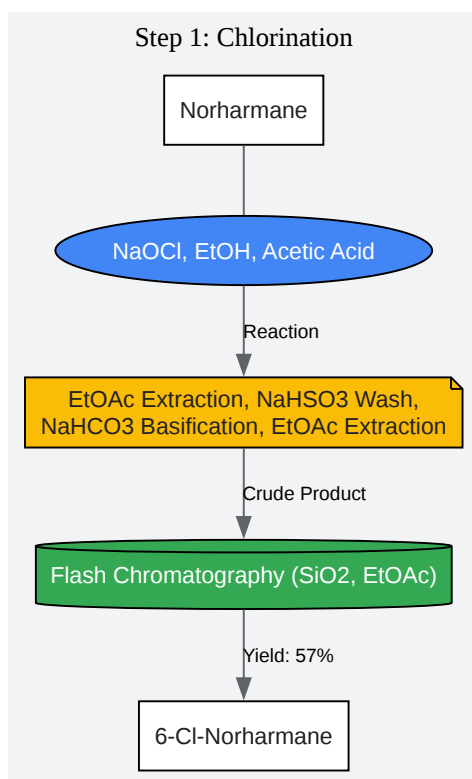 Step 1: Chlorination
Norharmane
NaOCl, EtOH, Acetic Acid
Reaction
EtOAc Extraction, NaHSO3 Wash,
NaHCO3 Basification, EtOAc Extraction
Crude Product
Flash Chromatography (SiO2, EtOAc)
Yield: 57%
6-Cl-Norharmane